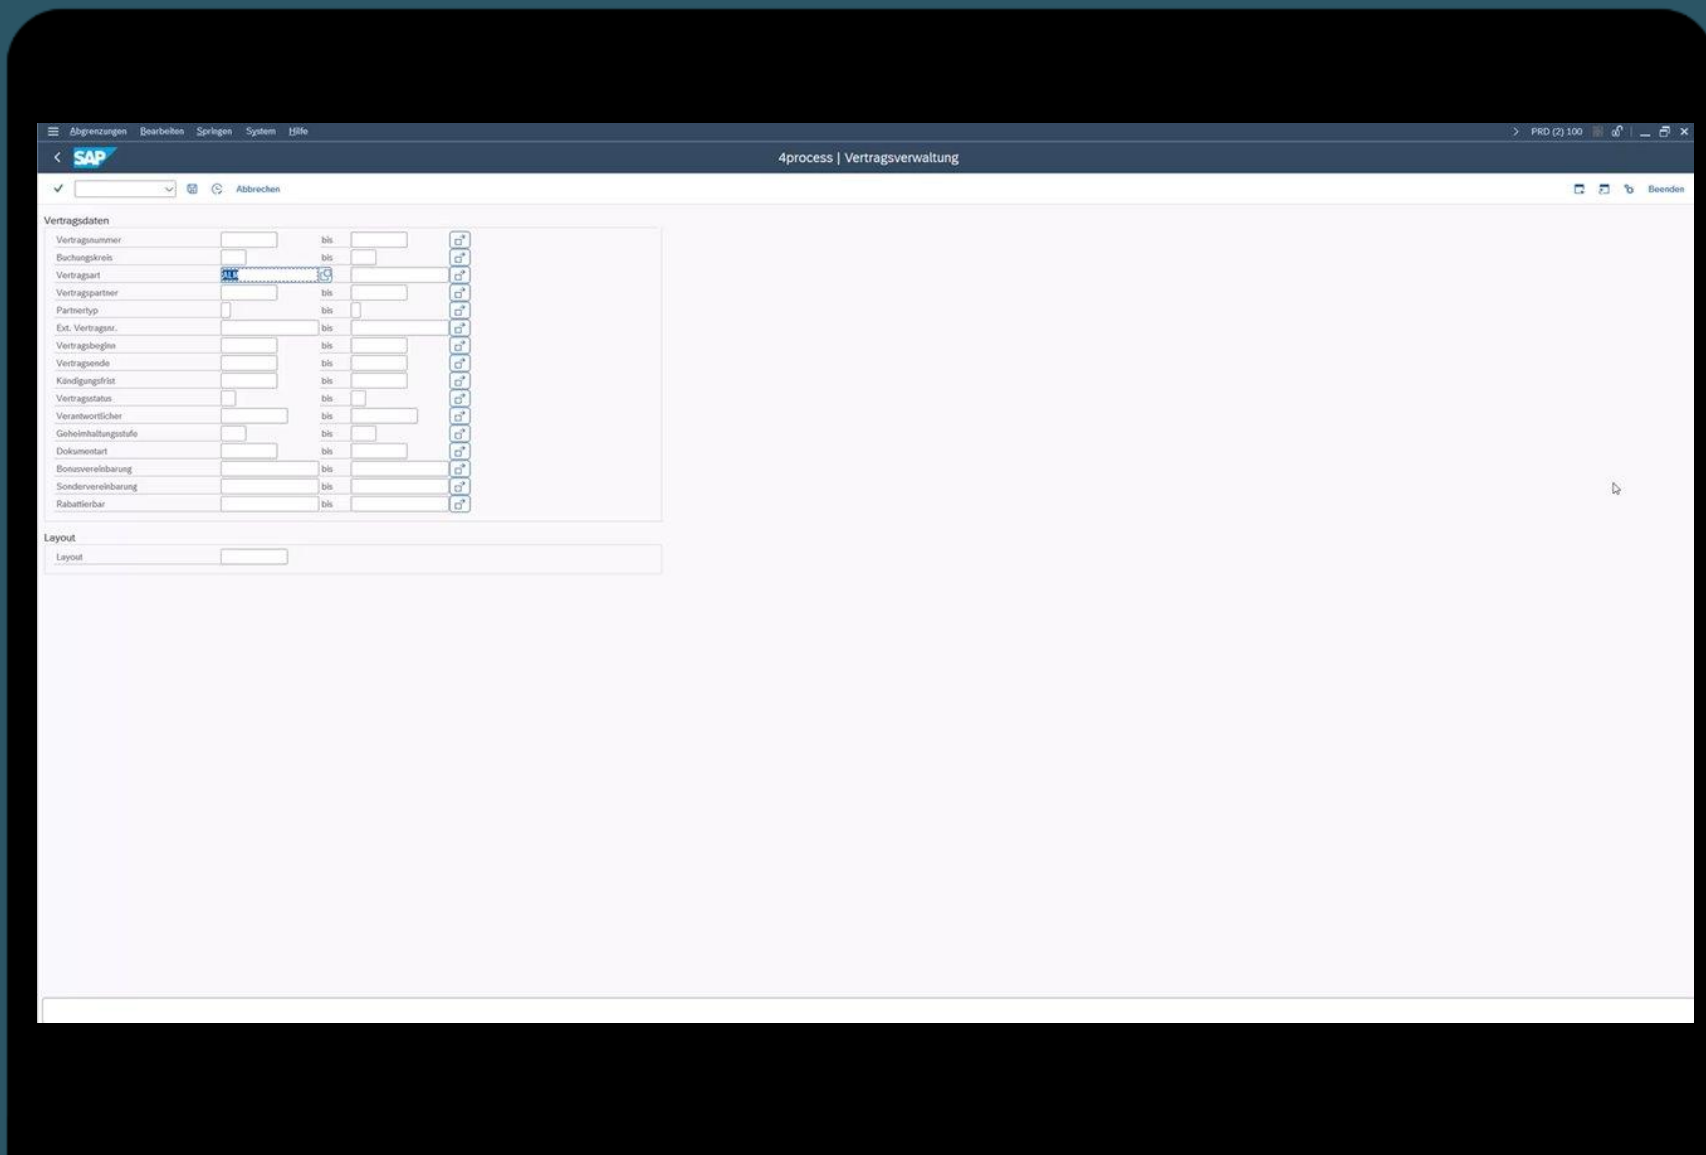 Abgrenzungen Bearbeiten Springen System Hilfe PRD (2) 100
SAP 4process | Vertragsverwaltung
Abbrechen Beenden
Vertragsdaten
Vertragsnummer bis
Buchungskreis bis
Vertragsart
Vertragspartner bis
Partnertyp bis
Ext. Vertragsnr. bis
Vertragsbeginn bis
Vertragsende bis
Kündigungsfrist bis
Vertragsstatus bis
Verantwortlicher bis
Geheimhaltungsstufe bis
Dokumentart bis
Bonusvereinbarung bis
Sondervereinbarung bis
Rabattierbar bis
Layout
Layout